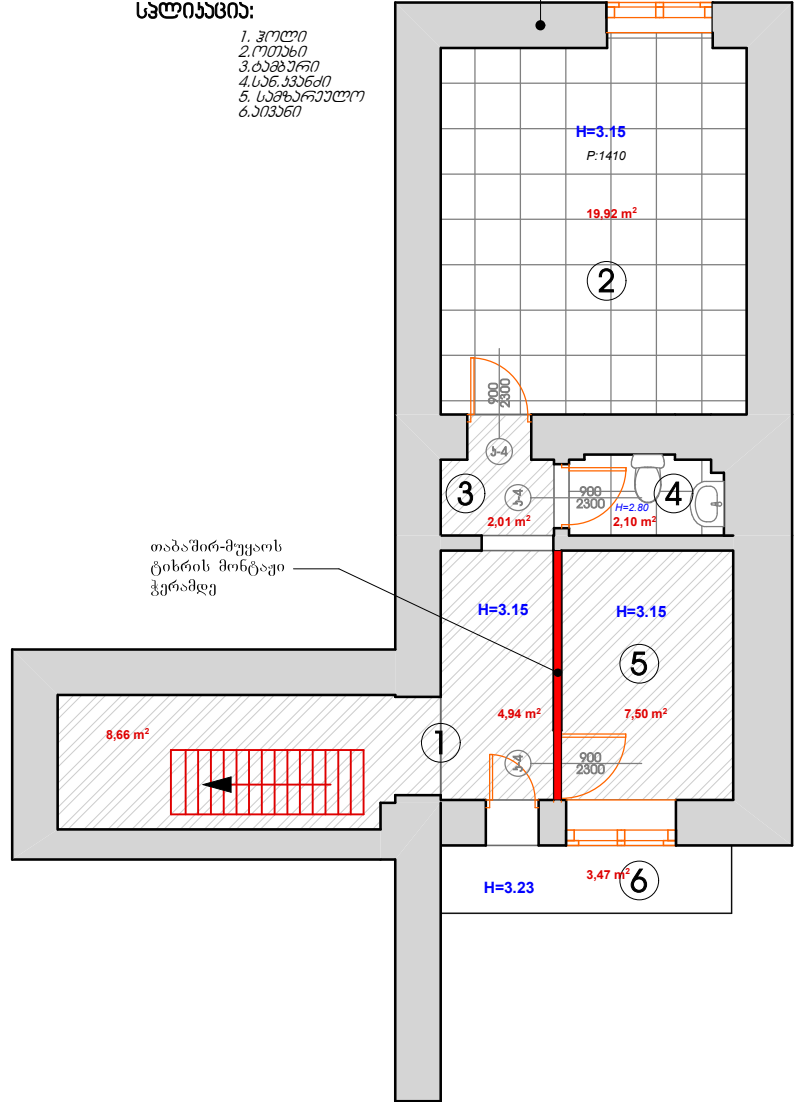 სპლიკაცია:
1. ჰოლი
2.ოთახი
3.ტამბური
4.სან.კვანძი
5. სამზარეულო
6.აივანი
H=3.15
P:1410
19,92 m²
2
900
2300
კ-4
3
კ-4
900
2300
4
H=2.80
2,01 m²
2,10 m²
თაბაშირ-მუყაოს
ტიხრის მონტაჟი
ჭერამდე
H=3.15
H=3.15
5
8,66 m²
4,94 m²
7,50 m²
1
კ-4
900
2300
3,47 m²
6
H=3.23